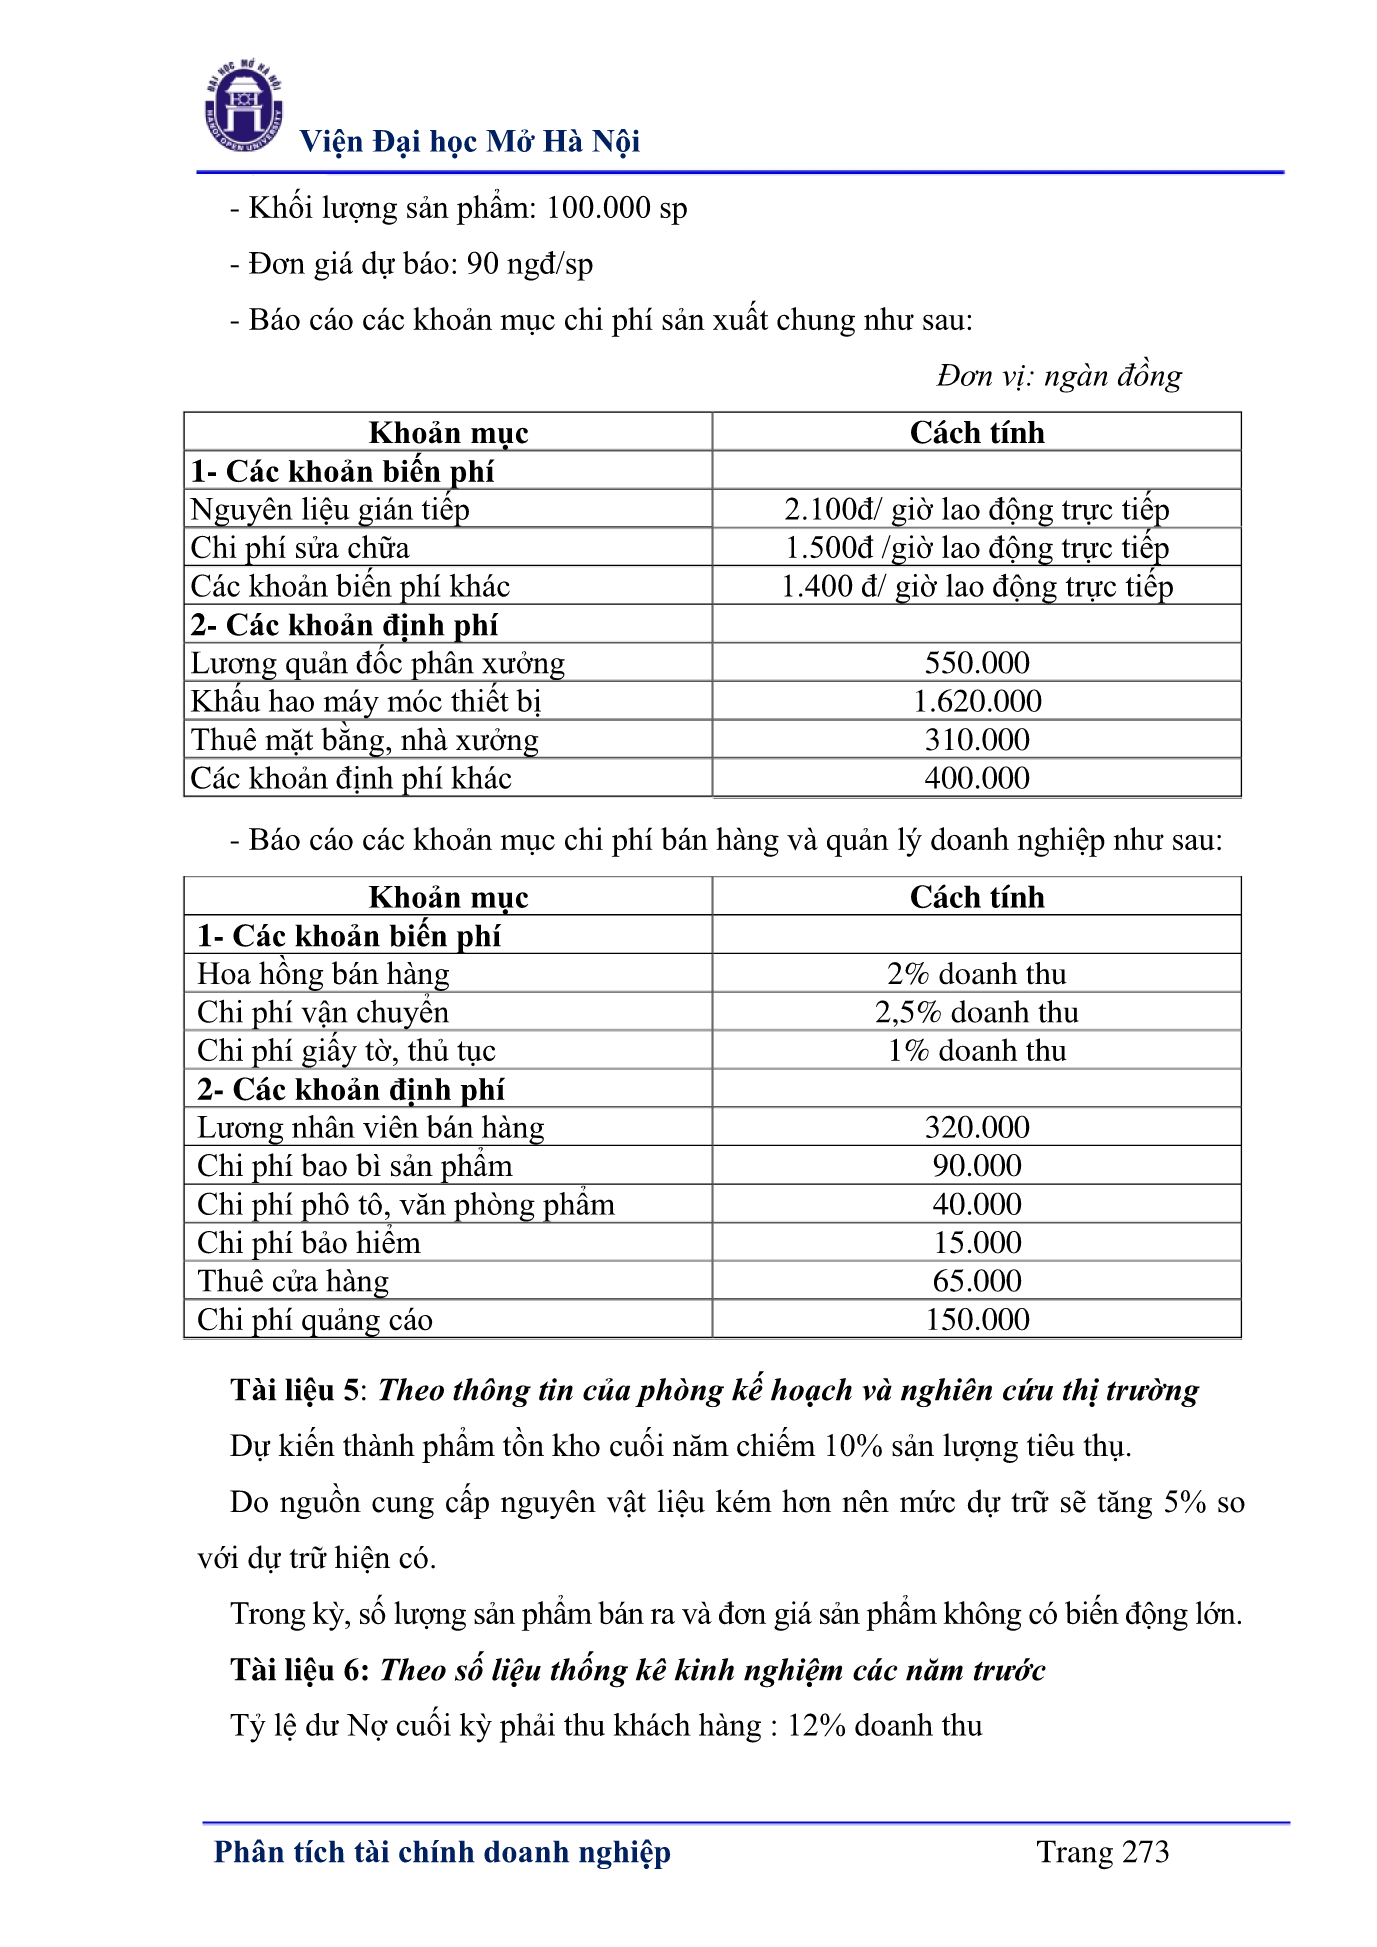 ĐẠI HỌC MỞ HÀ NỘI
HANOI OPEN UNIVERSITY
Viện Đại học Mở Hà Nội
- Khối lượng sản phẩm: 100.000 sp
- Đơn giá dự báo: 90 ngđ/sp
- Báo cáo các khoản mục chi phí sản xuất chung như sau:
Đơn vị: ngàn đồng
Khoản mục Cách tính
1- Các khoản biến phí
Nguyên liệu gián tiếp 2.100đ/ giờ lao động trực tiếp
Chi phí sửa chữa 1.500đ /giờ lao động trực tiếp
Các khoản biến phí khác 1.400 đ/ giờ lao động trực tiếp
2- Các khoản định phí
Lương quản đốc phân xưởng 550.000
Khấu hao máy móc thiết bị 1.620.000
Thuê mặt bằng, nhà xưởng 310.000
Các khoản định phí khác 400.000
- Báo cáo các khoản mục chi phí bán hàng và quản lý doanh nghiệp như sau:
Khoản mục Cách tính
1- Các khoản biến phí
Hoa hồng bán hàng 2% doanh thu
Chi phí vận chuyển 2,5% doanh thu
Chi phí giấy tờ, thủ tục 1% doanh thu
2- Các khoản định phí
Lương nhân viên bán hàng 320.000
Chi phí bao bì sản phẩm 90.000
Chi phí phô tô, văn phòng phẩm 40.000
Chi phí bảo hiểm 15.000
Thuê cửa hàng 65.000
Chi phí quảng cáo 150.000
Tài liệu 5: Theo thông tin của phòng kế hoạch và nghiên cứu thị trường
Dự kiến thành phẩm tồn kho cuối năm chiếm 10% sản lượng tiêu thụ.
Do nguồn cung cấp nguyên vật liệu kém hơn nên mức dự trữ sẽ tăng 5% so
với dự trữ hiện có.
Trong kỳ, số lượng sản phẩm bán ra và đơn giá sản phẩm không có biến động lớn.
Tài liệu 6: Theo số liệu thống kê kinh nghiệm các năm trước
Tỷ lệ dư Nợ cuối kỳ phải thu khách hàng : 12% doanh thu
Phân tích tài chính doanh nghiệp Trang 273